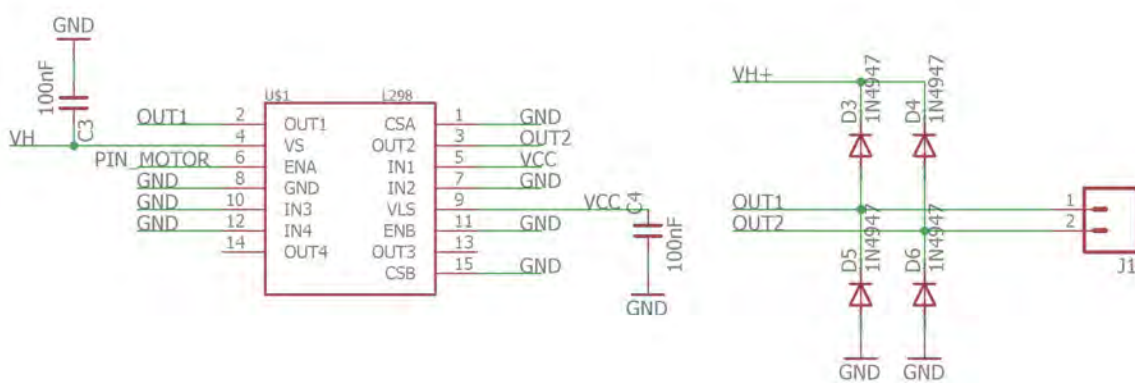 GND
100nF
C3
VH
U$1
L298
OUT1 2 OUT1 CSA 1 GND
4 VS OUT2 3 OUT2
PIN_MOTOR 6 ENA IN1 5 VCC
GND 8 GND IN2 7 GND
GND 10 IN3 VLS 9 VCC
GND 12 IN4 ENB 11 GND
14 OUT4 OUT3 13
CSB 15 GND
C4
100nF
GND
VH+
D3
1N4947
D4
1N4947
OUT1
OUT2
1
2
J1
D5
1N4947
D6
1N4947
GND
GND